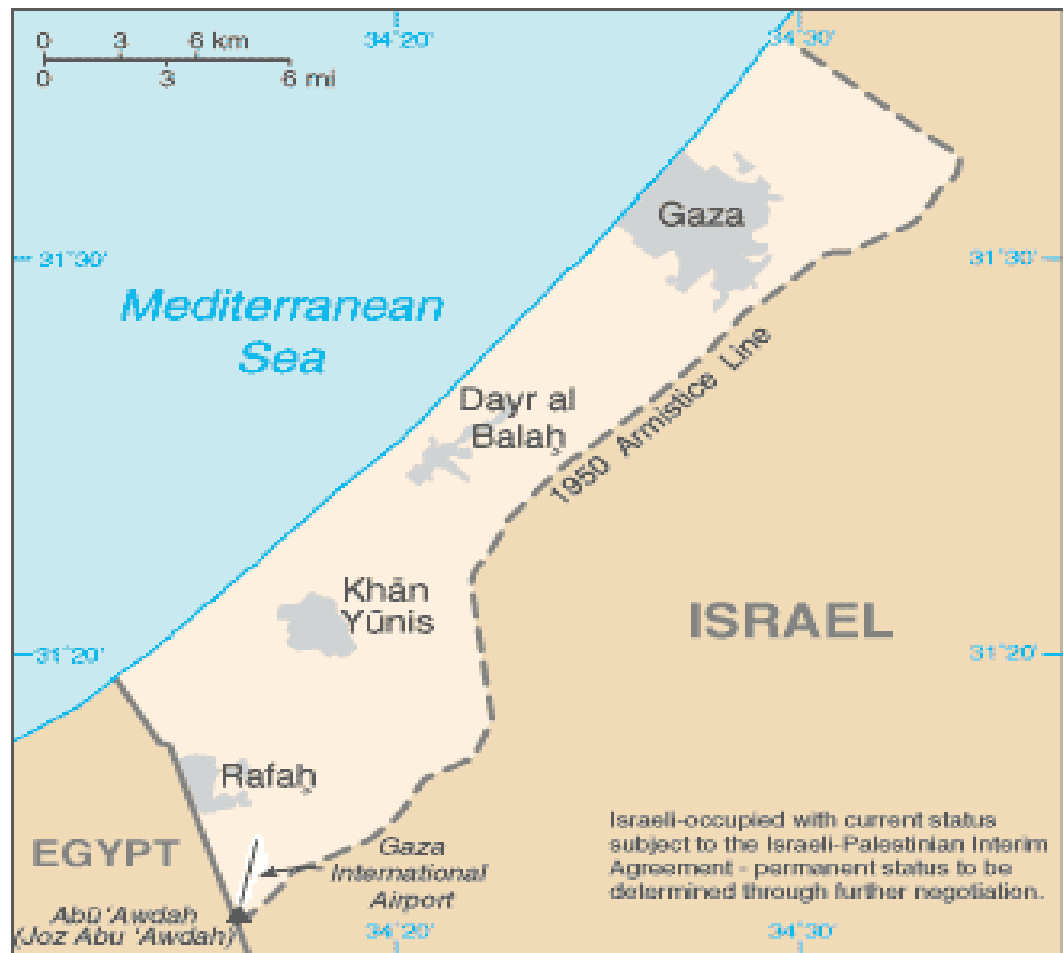 0 3 6 km
0 3 6 mi
34°20'
34°30'
Gaza
31°30'
31°30'
Mediterranean
Sea
Dayr al
Balaḩ
1950 Armistice Line
Khān
Yūnis
ISRAEL
31°20'
31°20'
Rafaḩ
EGYPT
Gaza
International
Airport
Israeli-occupied with current status
subject to the Israeli-Palestinian Interim
Agreement - permanent status to be
determined through further negotiation.
Abū 'Awdah
(Joz Abu 'Awdah)
34°20'
34°30'